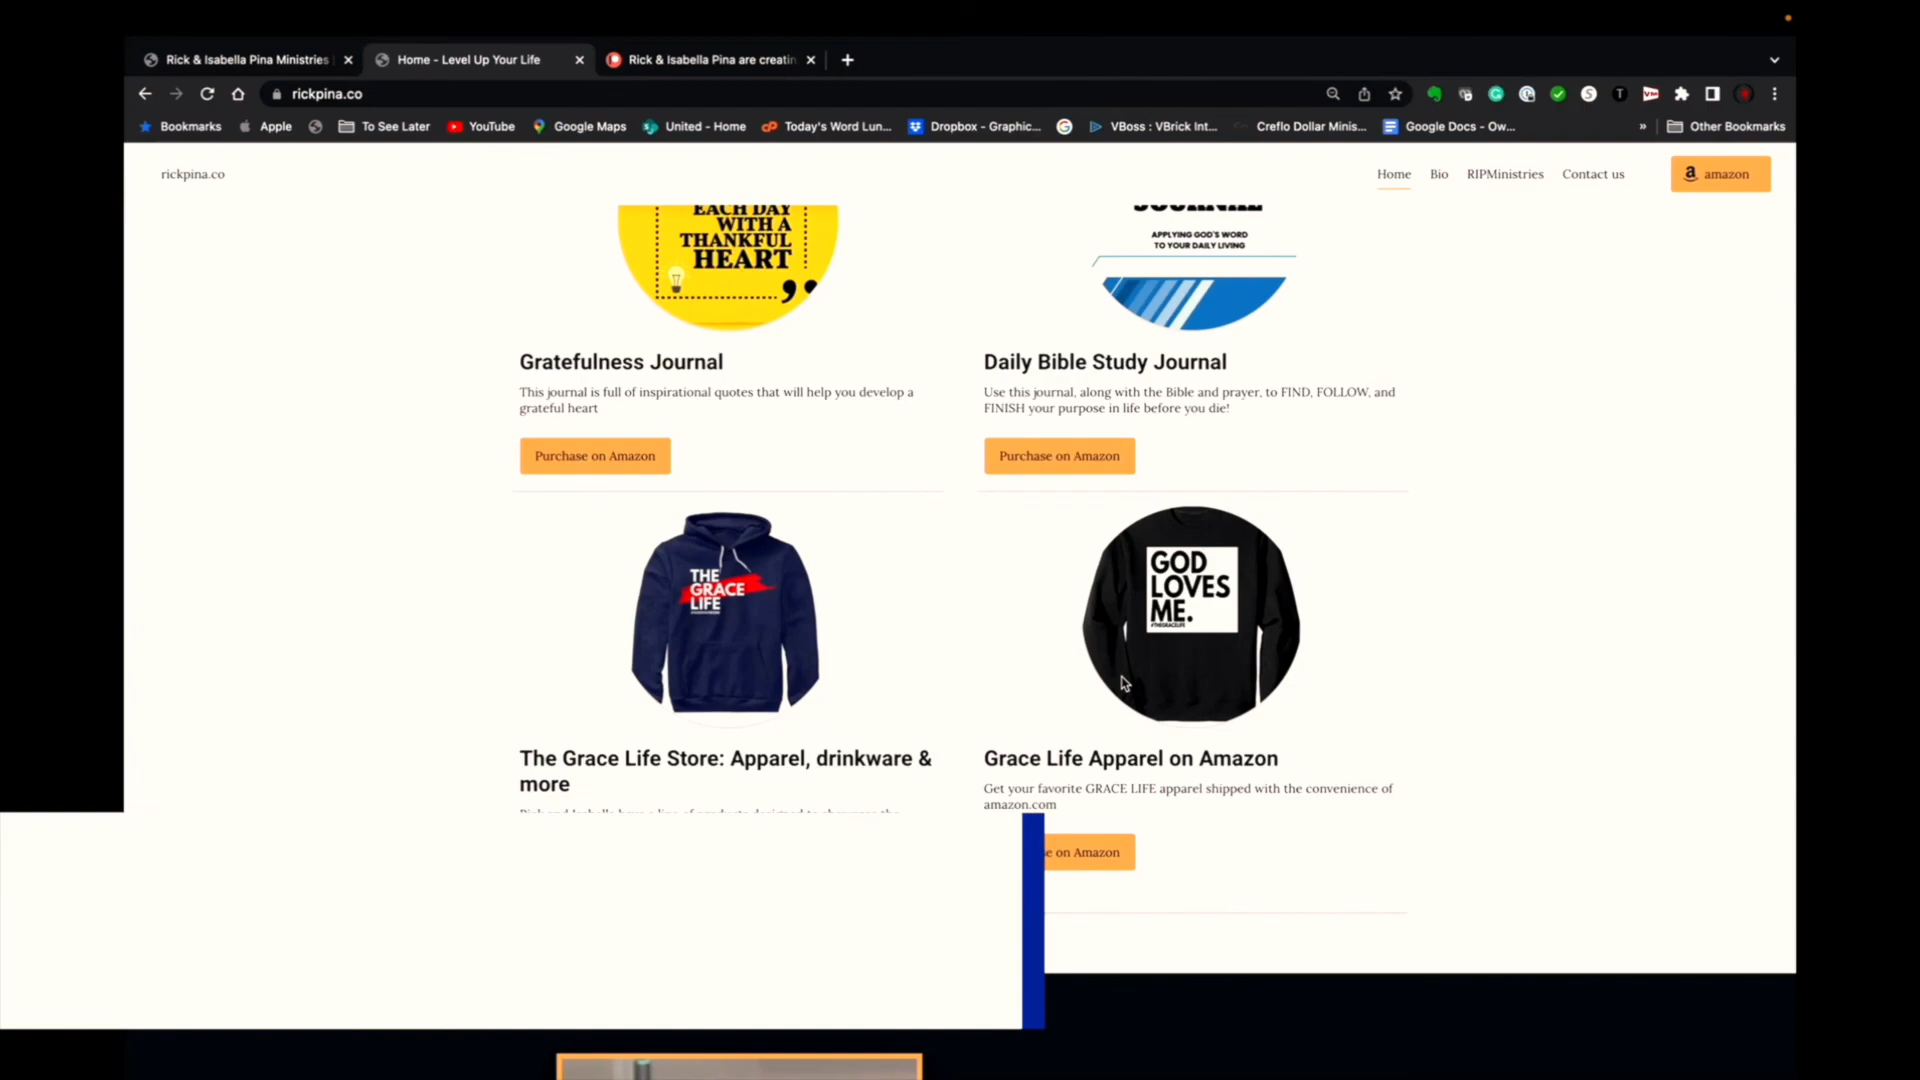 Rick & Isabella Pina Ministries
Home - Level Up Your Life
Rick & Isabella Pina are creatin
rickpina.co
Bookmarks
Apple
To See Later
YouTube
Google Maps
United - Home
Today's Word Lun...
Dropbox - Graphic...
VBoss : VBrick Int...
Creflo Dollar Minis...
Google Docs - Ow...
»
Other Bookmarks
rickpina.co
Home
Bio
RIPMinistries
Contact us
amazon
EACH DAY
WITH A
THANKFUL
HEART
JOURNAL
APPLYING GOD'S WORD
TO YOUR DAILY LIVING
Gratefulness Journal
This journal is full of inspirational quotes that will help you develop a
grateful heart
Purchase on Amazon
Daily Bible Study Journal
Use this journal, along with the Bible and prayer, to FIND, FOLLOW, and
FINISH your purpose in life before you die!
Purchase on Amazon
THE
GRACE
LIFE
GOD
LOVES
ME.
#THEGRACELIFE
The Grace Life Store: Apparel, drinkware &
more
Grace Life Apparel on Amazon
Get your favorite GRACE LIFE apparel shipped with the convenience of
amazon.com
e on Amazon